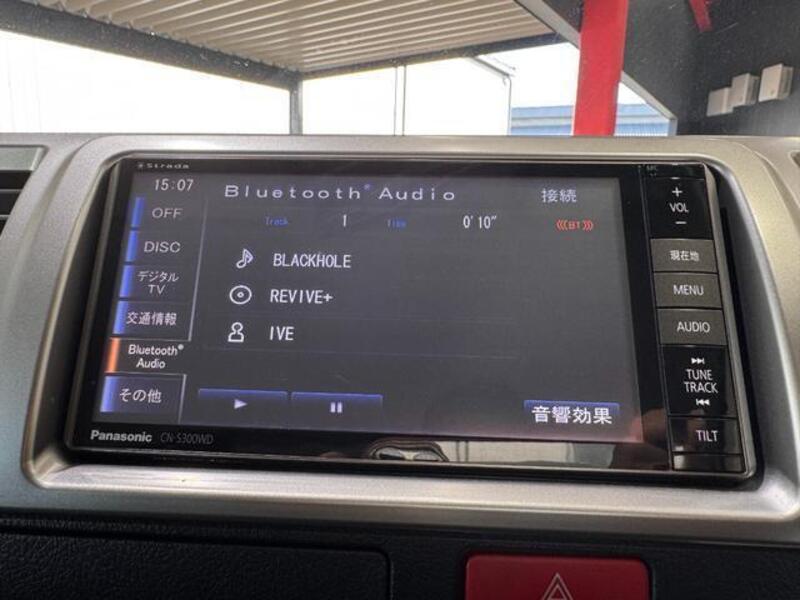 Strada
15:07
Bluetooth® Audio
接続
Track 1 Time 0'10"
BT
OFF
DISC
デジタル
TV
交通情報
Bluetooth®
Audio
その他
BLACKHOLE
REVIVE+
IVE
音響効果
Panasonic CN-S300WD
MIC
+
VOL
−
現在地
MENU
AUDIO
TUNE
TRACK
TILT